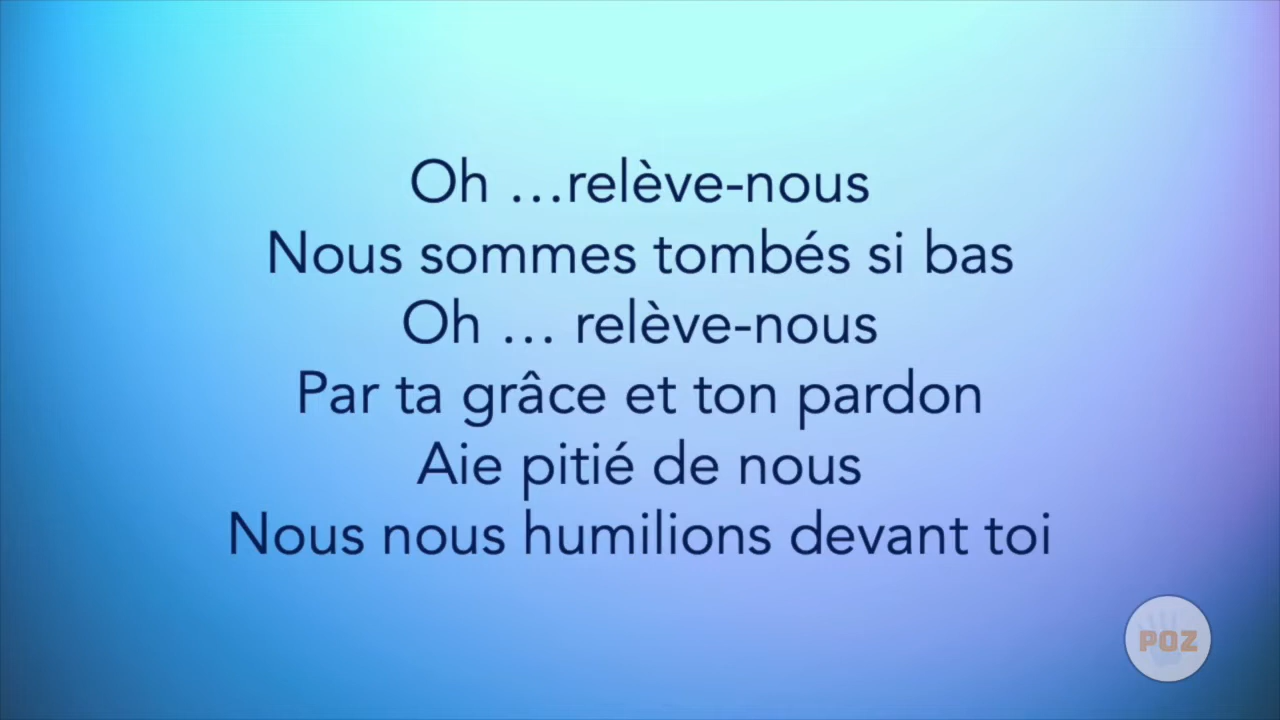 Oh …relève-nous
Nous sommes tombés si bas
Oh … relève-nous
Par ta grâce et ton pardon
Aie pitié de nous
Nous nous humilions devant toi
POZ